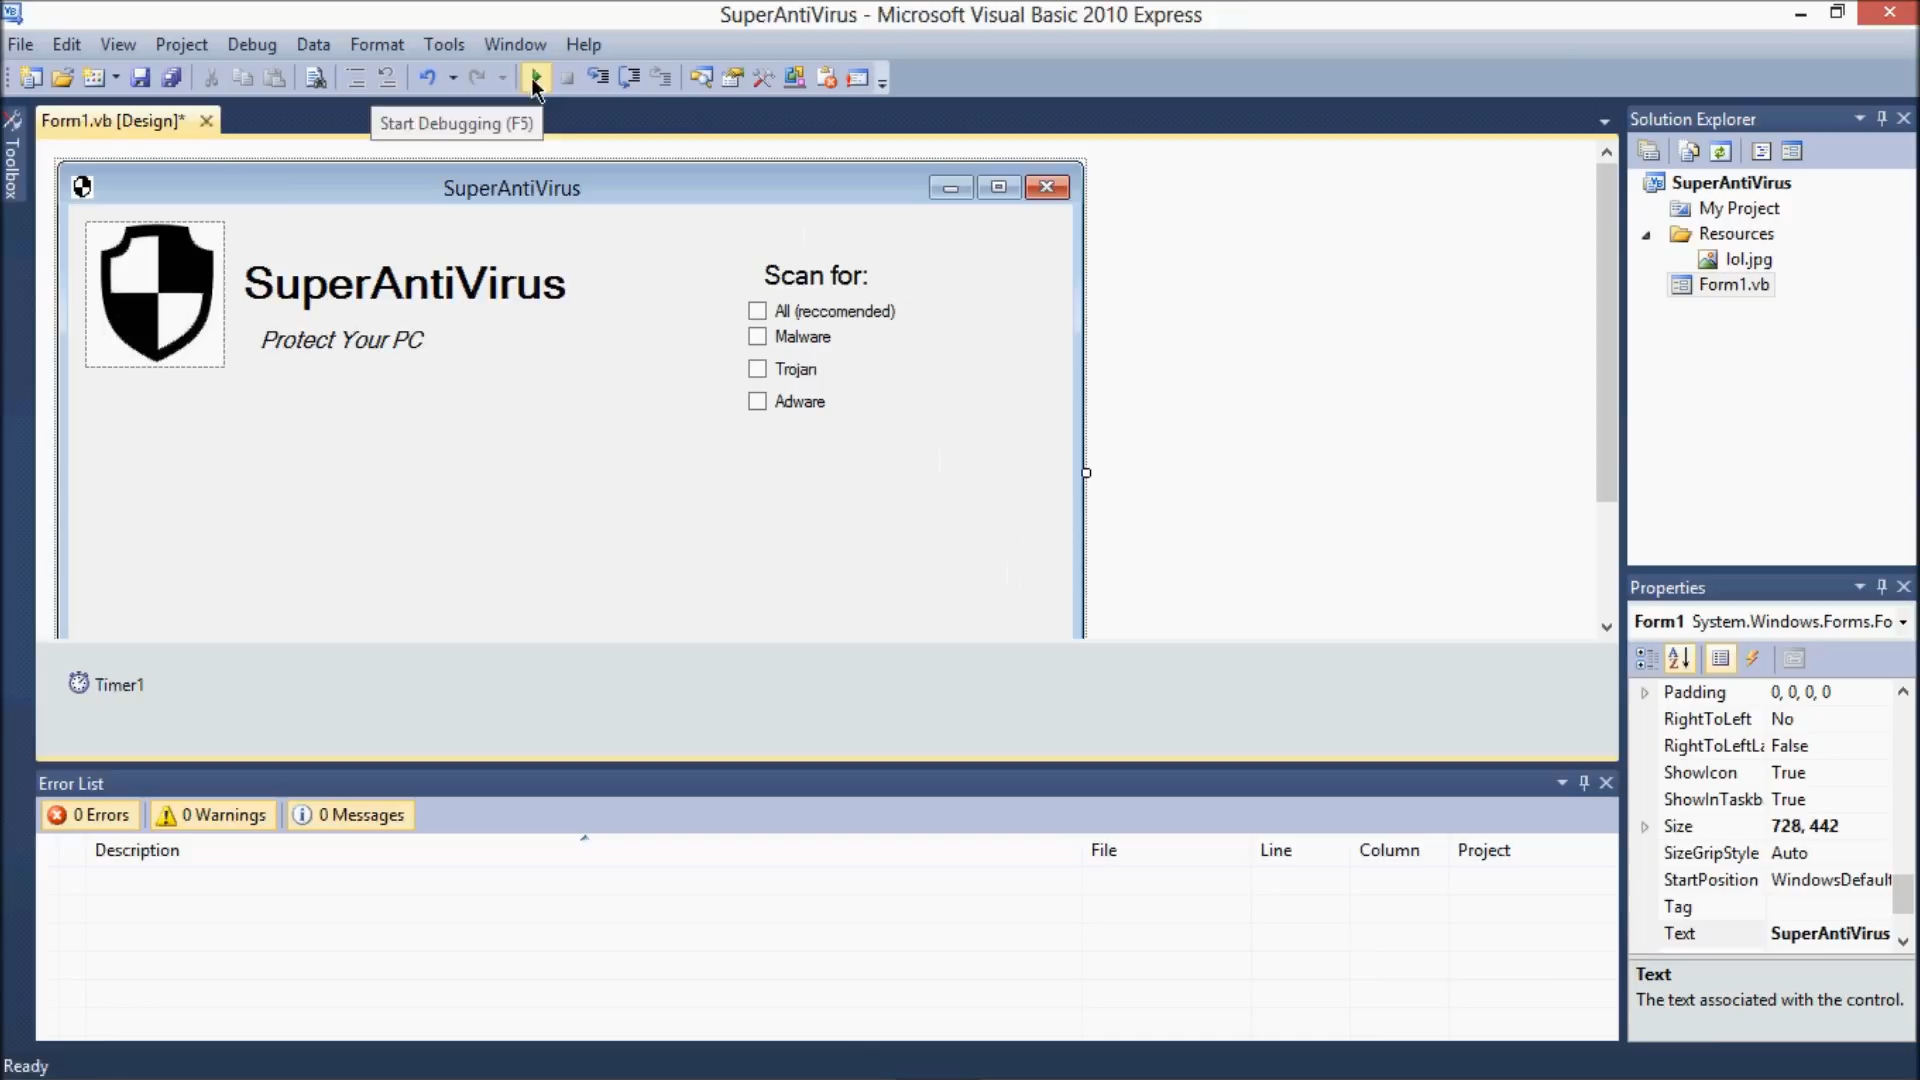 SuperAntiVirus - Microsoft Visual Basic 2010 Express
File Edit View Project Debug Data Format Tools Window Help
Form1.vb [Design]*
Start Debugging (F5)
Toolbox
SuperAntiVirus
SuperAntiVirus
Protect Your PC
Scan for:
All (reccomended)
Malware
Trojan
Adware
Timer1
Error List
0 Errors 0 Warnings 0 Messages
Description File Line Column Project
Solution Explorer
SuperAntiVirus
My Project
Resources
lol.jpg
Form1.vb
Properties
Form1 System.Windows.Forms.Fo
Padding 0, 0, 0, 0
RightToLeft No
RightToLeftLa False
ShowIcon True
ShowInTaskb True
Size 728, 442
SizeGripStyle Auto
StartPosition WindowsDefault
Tag
Text SuperAntiVirus
Text
The text associated with the control.
Ready